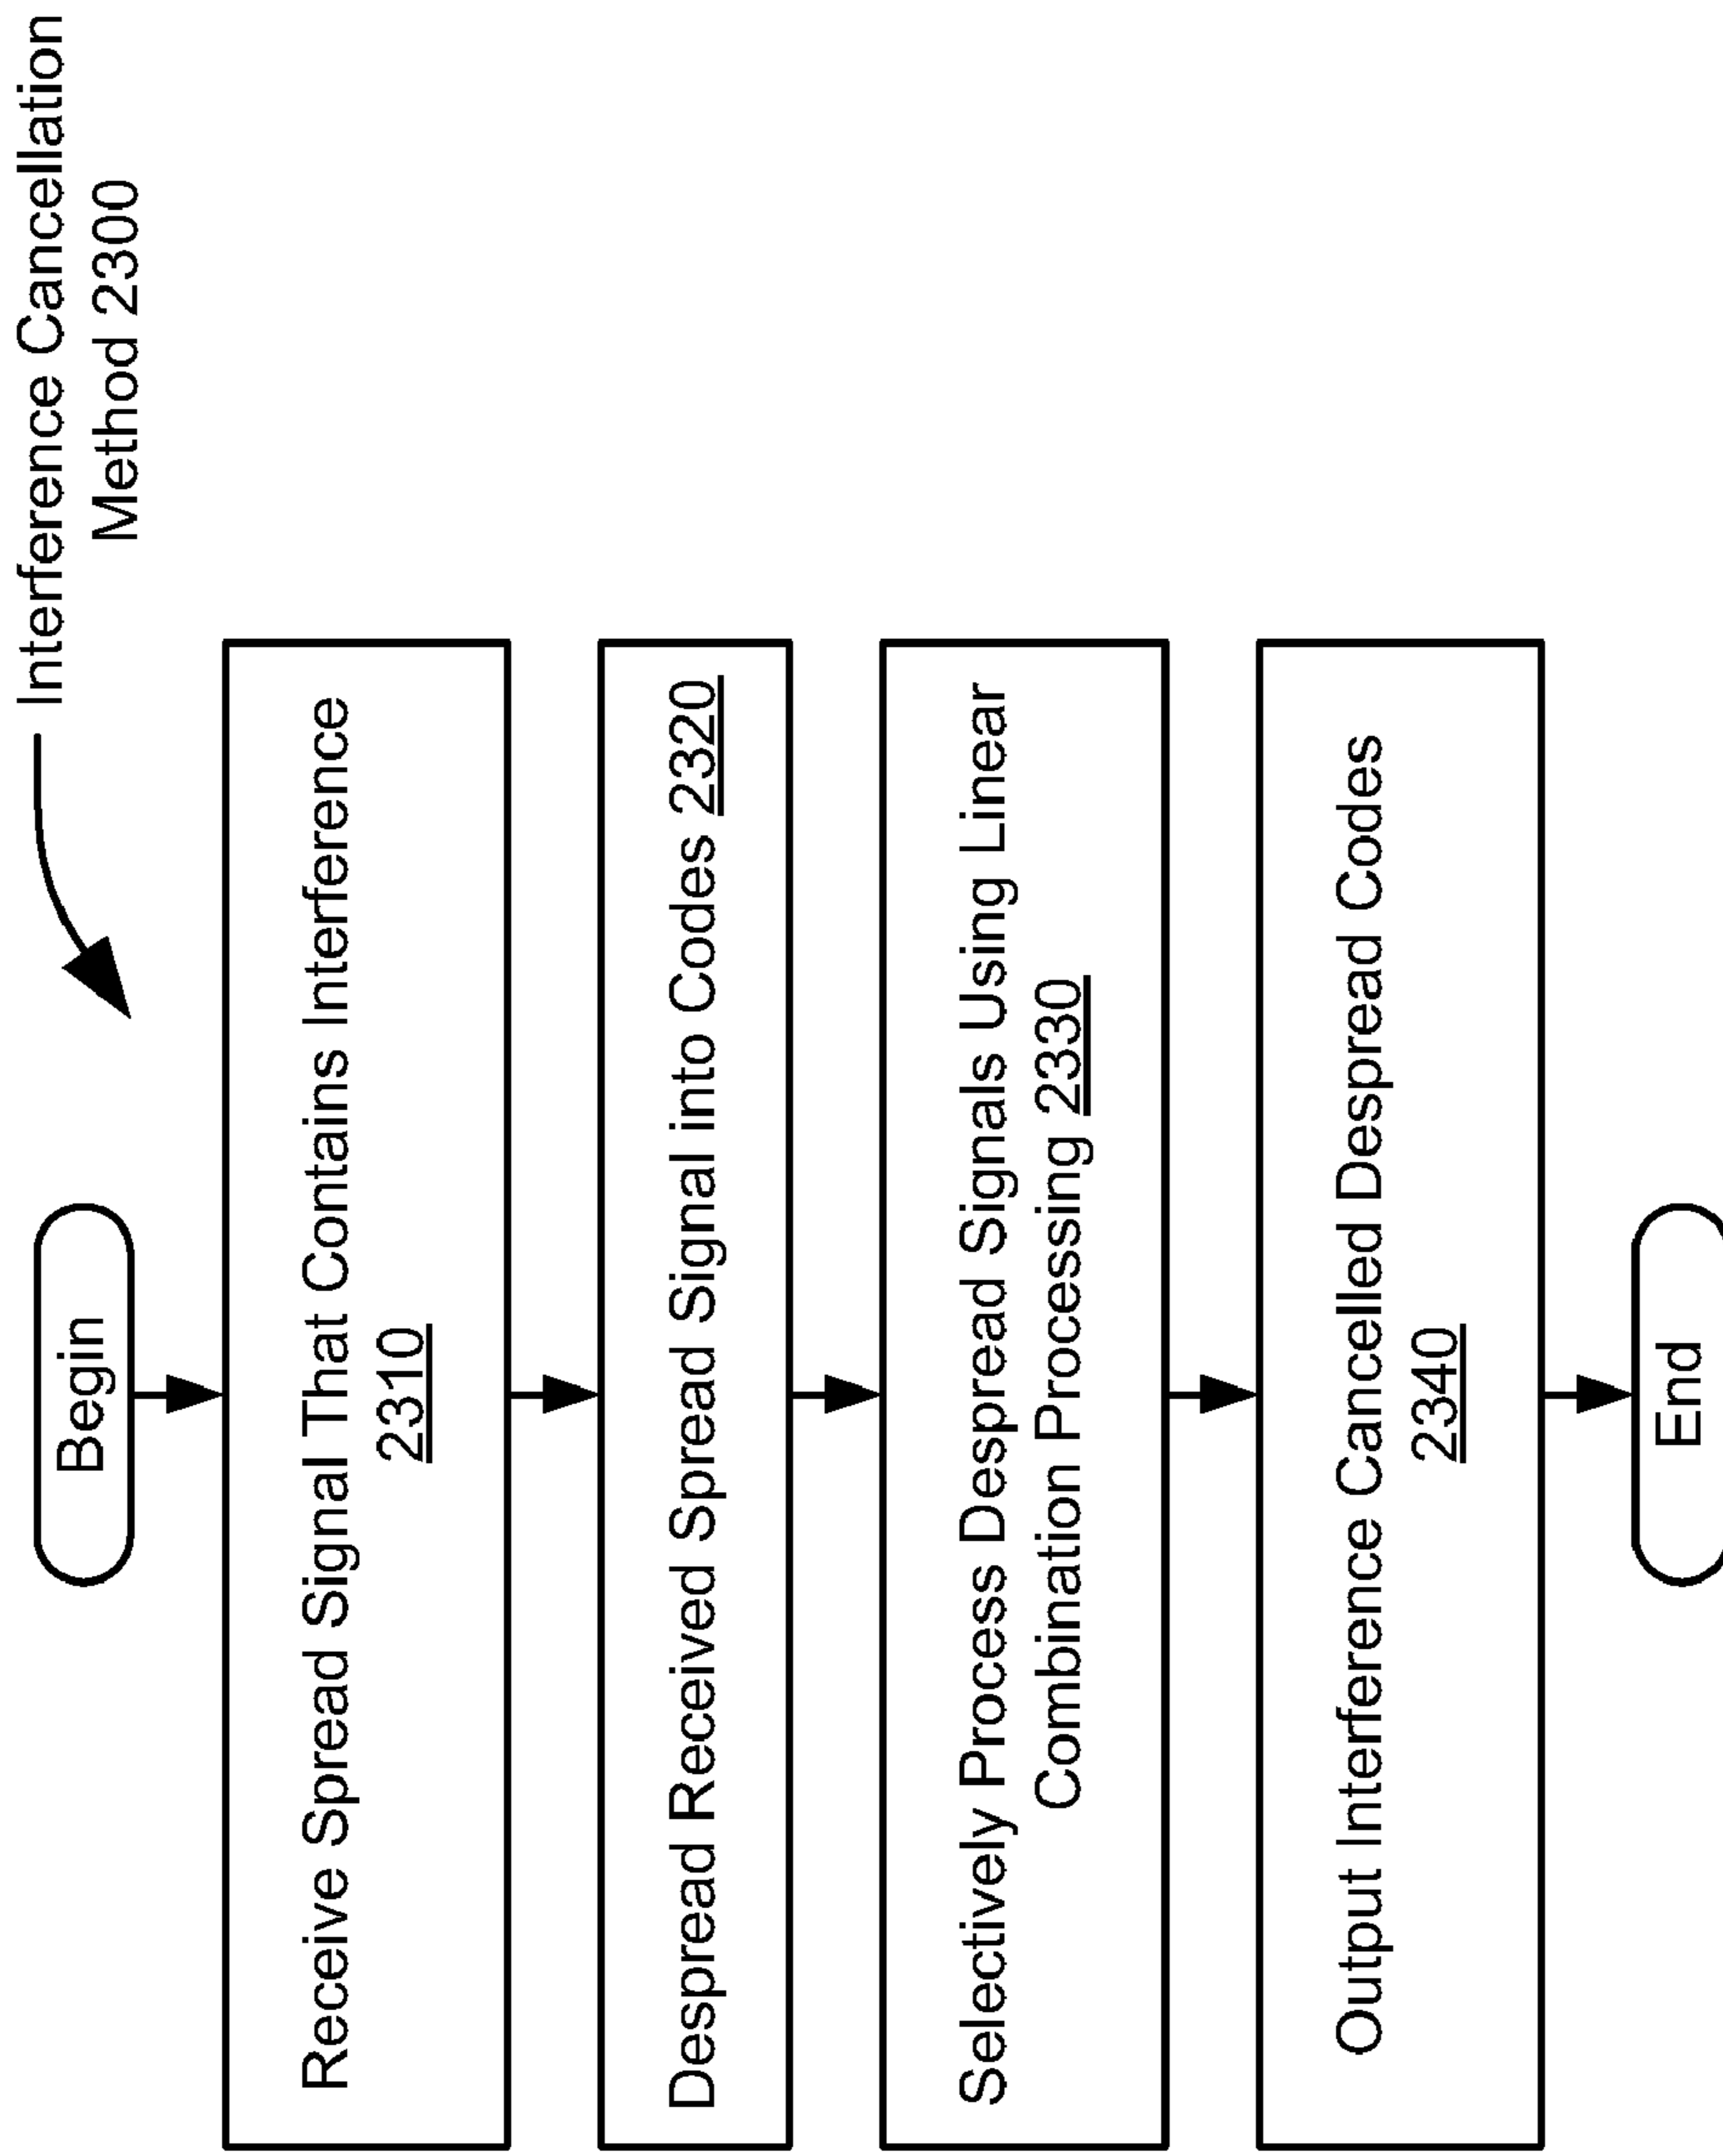 Interference Cancellation
Method 2300
Begin
Receive Spread Signal That Contains Interference
2310
Despread Received Spread Signal into Codes 2320
Selectively Process Despread Signals Using Linear
Combination Processing 2330
Output Interference Cancelled Despread Codes
2340
End